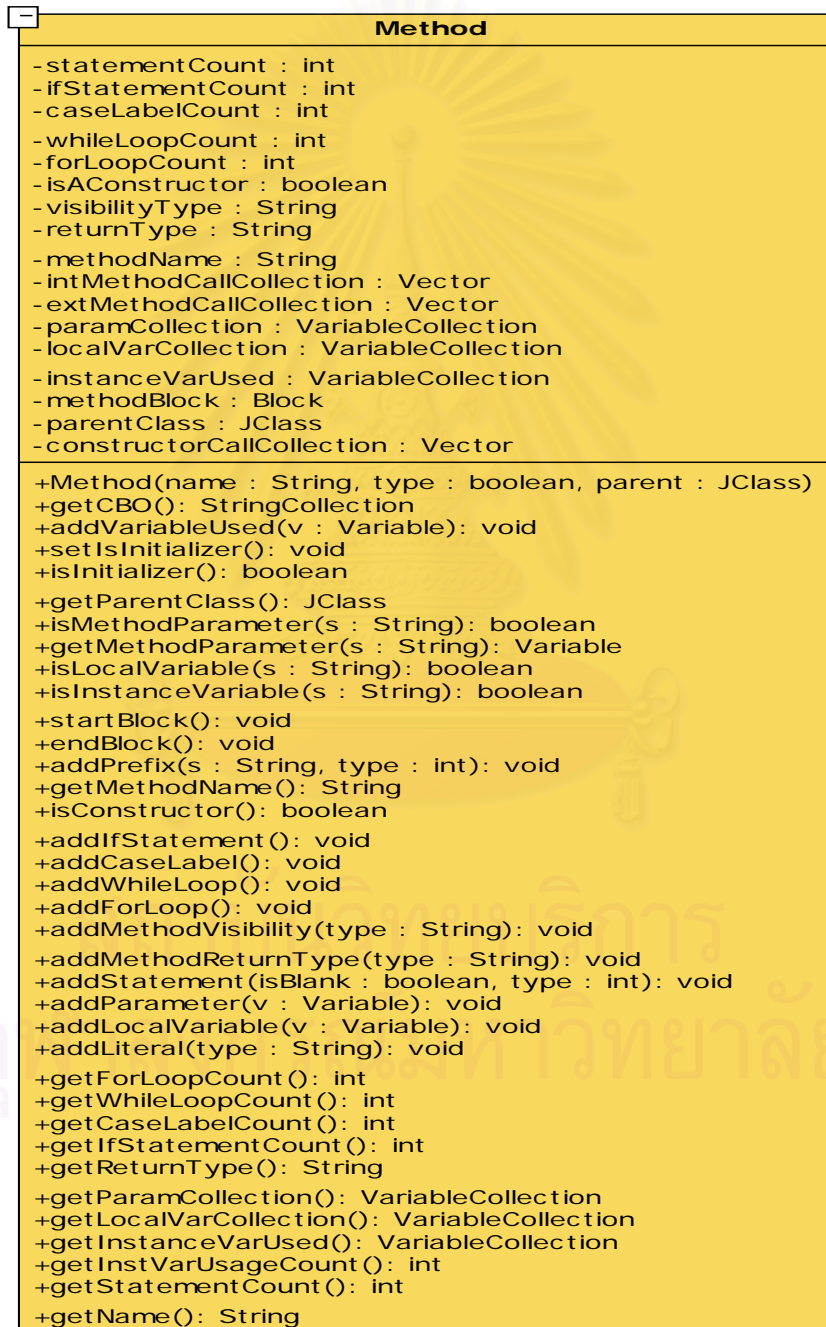 Method
-statementCount : int
-ifStatementCount : int
-caseLabelCount : int
-whileLoopCount : int
-forLoopCount : int
-isAConstructor : boolean
-visibilityType : String
-returnType : String
-methodName : String
-intMethodCallCollection : Vector
-extMethodCallCollection : Vector
-paramCollection : VariableCollection
-localVarCollection : VariableCollection
-instanceVarUsed : VariableCollection
-methodBlock : Block
-parentClass : JClass
-constructorCallCollection : Vector
+Method(name : String, type : boolean, parent : JClass)
+getCBO(): StringCollection
+addVariableUsed(v : Variable): void
+setIsInitializer(): void
+isInitializer(): boolean
+getParentClass(): JClass
+isMethodParameter(s : String): boolean
+getMethodParameter(s : String): Variable
+isLocalVariable(s : String): boolean
+isInstanceVariable(s : String): boolean
+startBlock(): void
+endBlock(): void
+addPrefix(s : String, type : int): void
+getMethodName(): String
+isConstructor(): boolean
+addIfStatement(): void
+addCaseLabel(): void
+addWhileLoop(): void
+addForLoop(): void
+addMethodVisibility(type : String): void
+addMethodReturnType(type : String): void
+addStatement(isBlank : boolean, type : int): void
+addParameter(v : Variable): void
+addLocalVariable(v : Variable): void
+addLiteral(type : String): void
+getForLoopCount(): int
+getWhileLoopCount(): int
+getCaseLabelCount(): int
+getIfStatementCount(): int
+getReturnType(): String
+getParamCollection(): VariableCollection
+getLocalVarCollection(): VariableCollection
+getInstanceVarUsed(): VariableCollection
+getInstVarUsageCount(): int
+getStatementCount(): int
+getName(): String